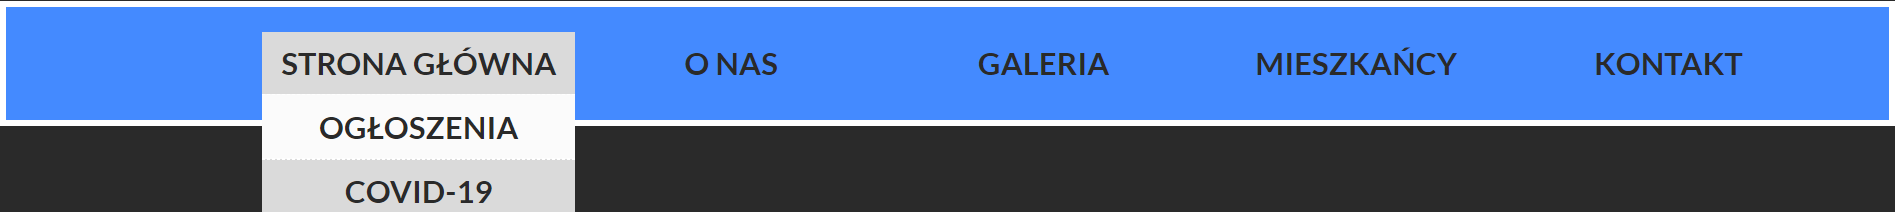 STRONA GŁÓWNA O NAS GALERIA MIESZKAŃCY KONTAKT
OGŁOSZENIA
COVID-19